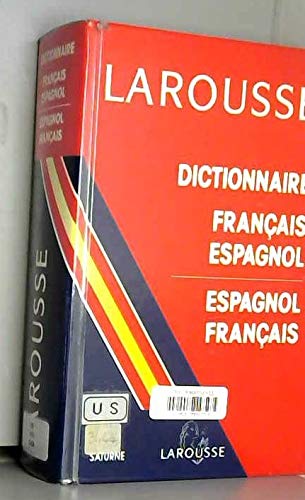 DICTIONNAIRE
FRANÇAIS
ESPAGNOL
ESPAGNOL
FRANÇAIS
LAROUSSE
US
SATURNE
LAROUSSE
DICTIONNAIRE
FRANÇAIS
ESPAGNOL
ESPAGNOL
FRANÇAIS
LAROUSSE